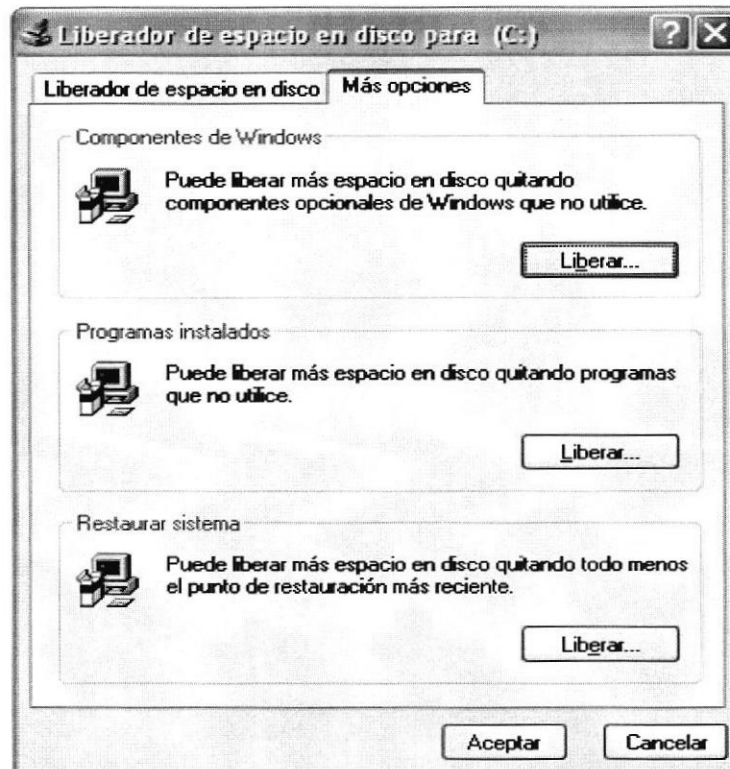 Liberador de espacio en disco para (C:)
Liberador de espacio en disco
Más opciones
Componentes de Windows
Puede liberar más espacio en disco quitando
componentes opcionales de Windows que no utilice.
Liberar...
Programas instalados
Puede liberar más espacio en disco quitando programas
que no utilice.
Liberar...
Restaurar sistema
Puede liberar más espacio en disco quitando todo menos
el punto de restauración más reciente.
Liberar...
Aceptar
Cancelar